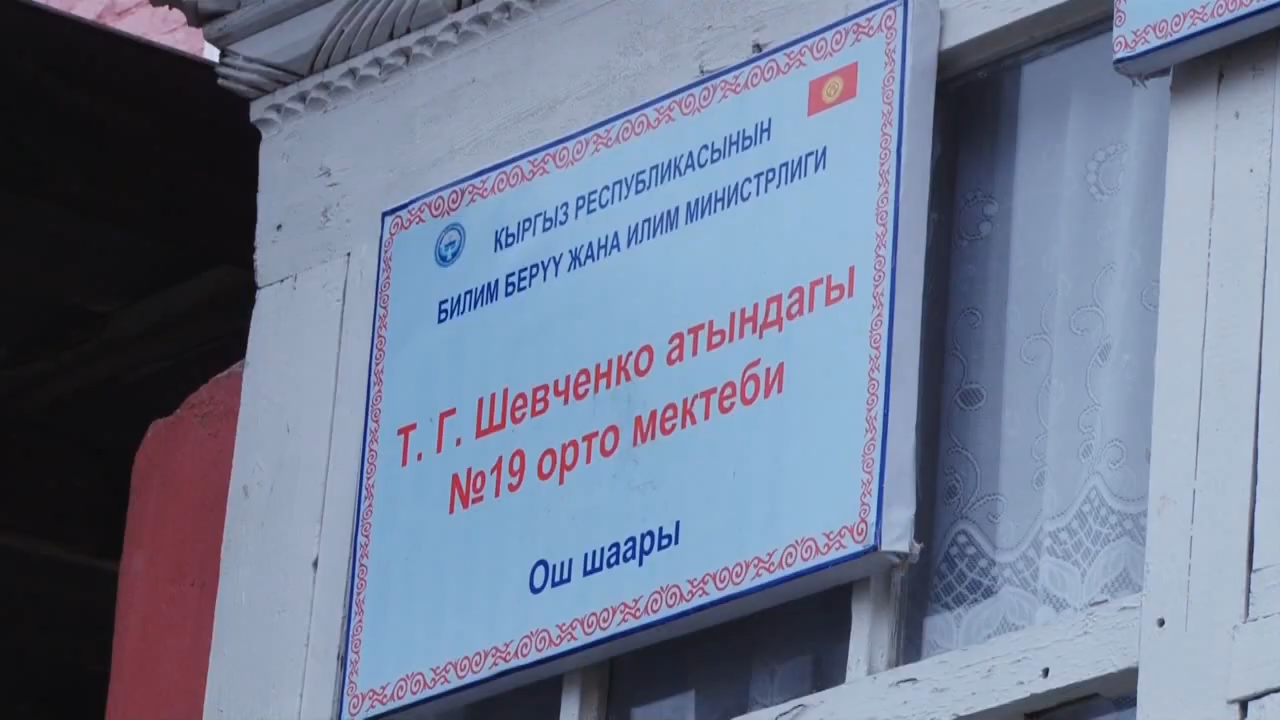 КЫРГЫЗ РЕСПУБЛИКАСЫНЫН
БИЛИМ БЕРҮҮ ЖАНА ИЛИМ МИНИСТРЛИГИ
Т. Г. Шевченко атындагы
№19 орто мектеби
Ош шаары